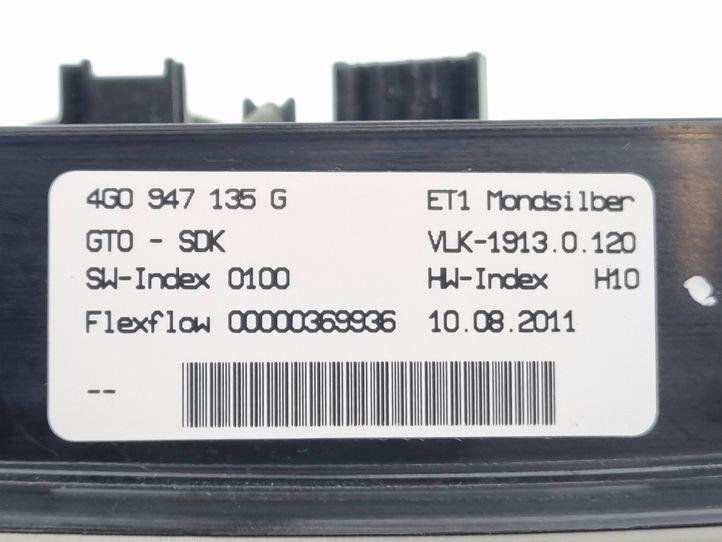 4G0 947 135 G ET1 Mondsilber
GTO - SDK VLK-1913.0.120
SW-Index 0100 HW-Index H10
Flexflow 00000369936 10.08.2011
--